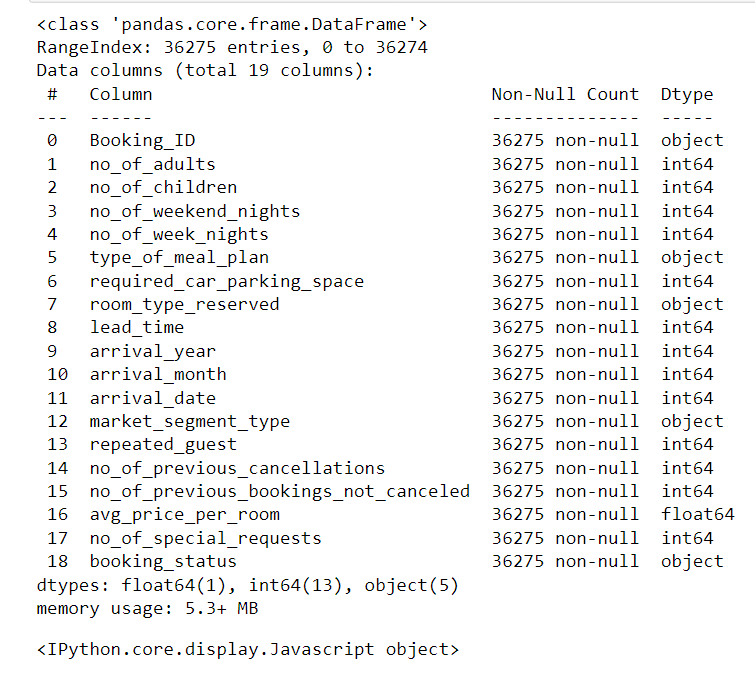 <class 'pandas.core.frame.DataFrame'>
RangeIndex: 36275 entries, 0 to 36274
Data columns (total 19 columns):
 #   Column                                Non-Null Count  Dtype
---  ------                                --------------  -----
 0   Booking_ID                            36275 non-null  object
 1   no_of_adults                          36275 non-null  int64
 2   no_of_children                        36275 non-null  int64
 3   no_of_weekend_nights                  36275 non-null  int64
 4   no_of_week_nights                     36275 non-null  int64
 5   type_of_meal_plan                     36275 non-null  object
 6   required_car_parking_space            36275 non-null  int64
 7   room_type_reserved                    36275 non-null  object
 8   lead_time                             36275 non-null  int64
 9   arrival_year                          36275 non-null  int64
 10  arrival_month                         36275 non-null  int64
 11  arrival_date                          36275 non-null  int64
 12  market_segment_type                   36275 non-null  object
 13  repeated_guest                        36275 non-null  int64
 14  no_of_previous_cancellations          36275 non-null  int64
 15  no_of_previous_bookings_not_canceled  36275 non-null  int64
 16  avg_price_per_room                    36275 non-null  float64
 17  no_of_special_requests                36275 non-null  int64
 18  booking_status                        36275 non-null  object
dtypes: float64(1), int64(13), object(5)
memory usage: 5.3+ MB
<IPython.core.display.Javascript object>